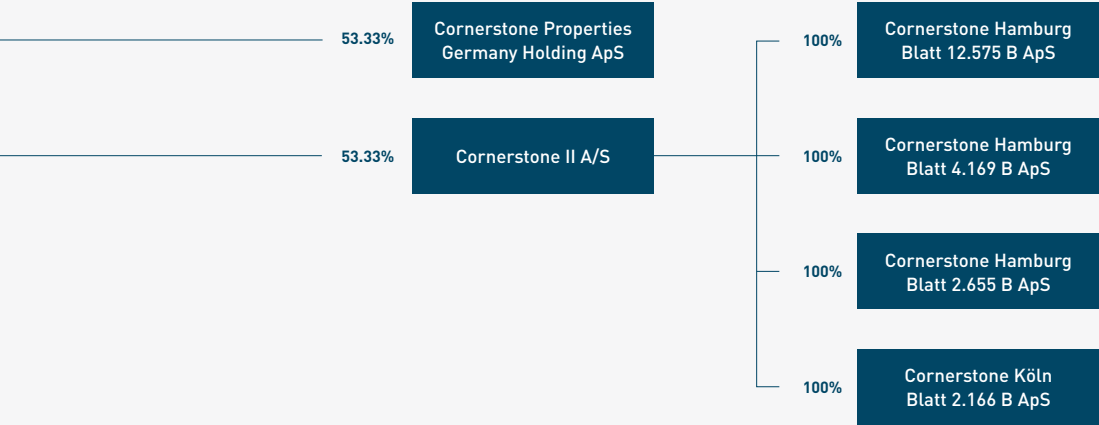 53.33%
Cornerstone Properties
Germany Holding ApS
100%
Cornerstone Hamburg
Blatt 12.575 B ApS
53.33%
Cornerstone II A/S
100%
Cornerstone Hamburg
Blatt 4.169 B ApS
100%
Cornerstone Hamburg
Blatt 2.655 B ApS
100%
Cornerstone Köln
Blatt 2.166 B ApS